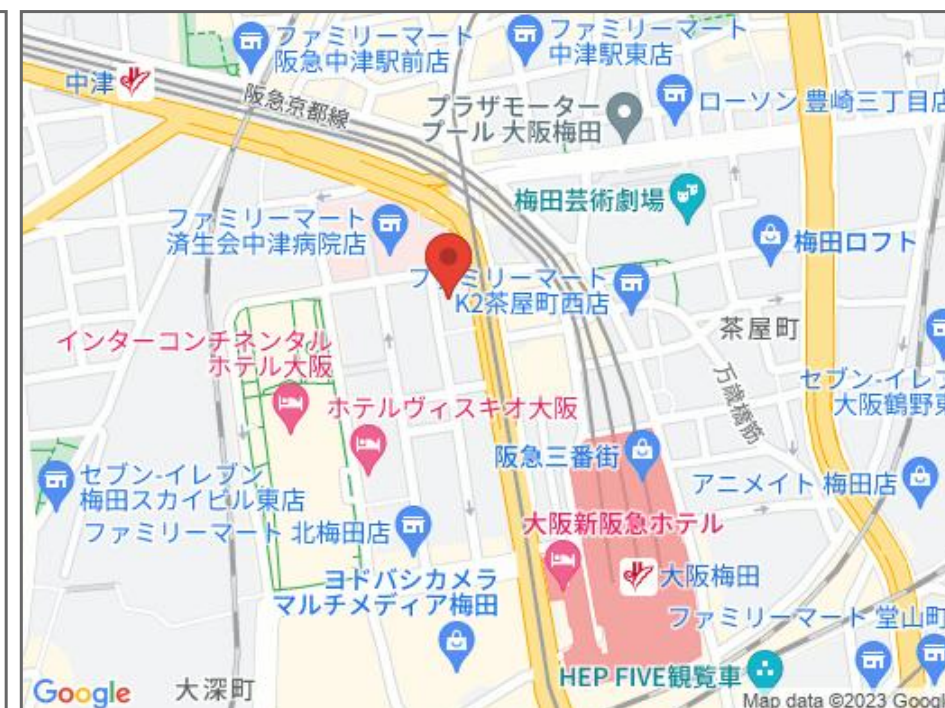 ファミリーマート
阪急中津駅前店
ファミリーマート
中津駅東店
中津
阪急京都線
プラザモーター
プール 大阪梅田
ローソン 豊崎三丁目店
梅田芸術劇場
ファミリーマート
済生会中津病院店
梅田ロフト
ファミリーマート
K2茶屋町西店
茶屋町
インターコンチネンタル
ホテル大阪
万歳橋筋
セブン-イレブ
大阪鶴野東
ホテルヴィスキオ大阪
阪急三番街
セブン-イレブン
梅田スカイビル東店
アニメイト 梅田店
ファミリーマート 北梅田店
大阪新阪急ホテル
ヨドバシカメラ
マルチメディア梅田
大阪梅田
ファミリーマート 堂山町
HEP FIVE観覧車
Google
大深町
Map data ©2023 Googl